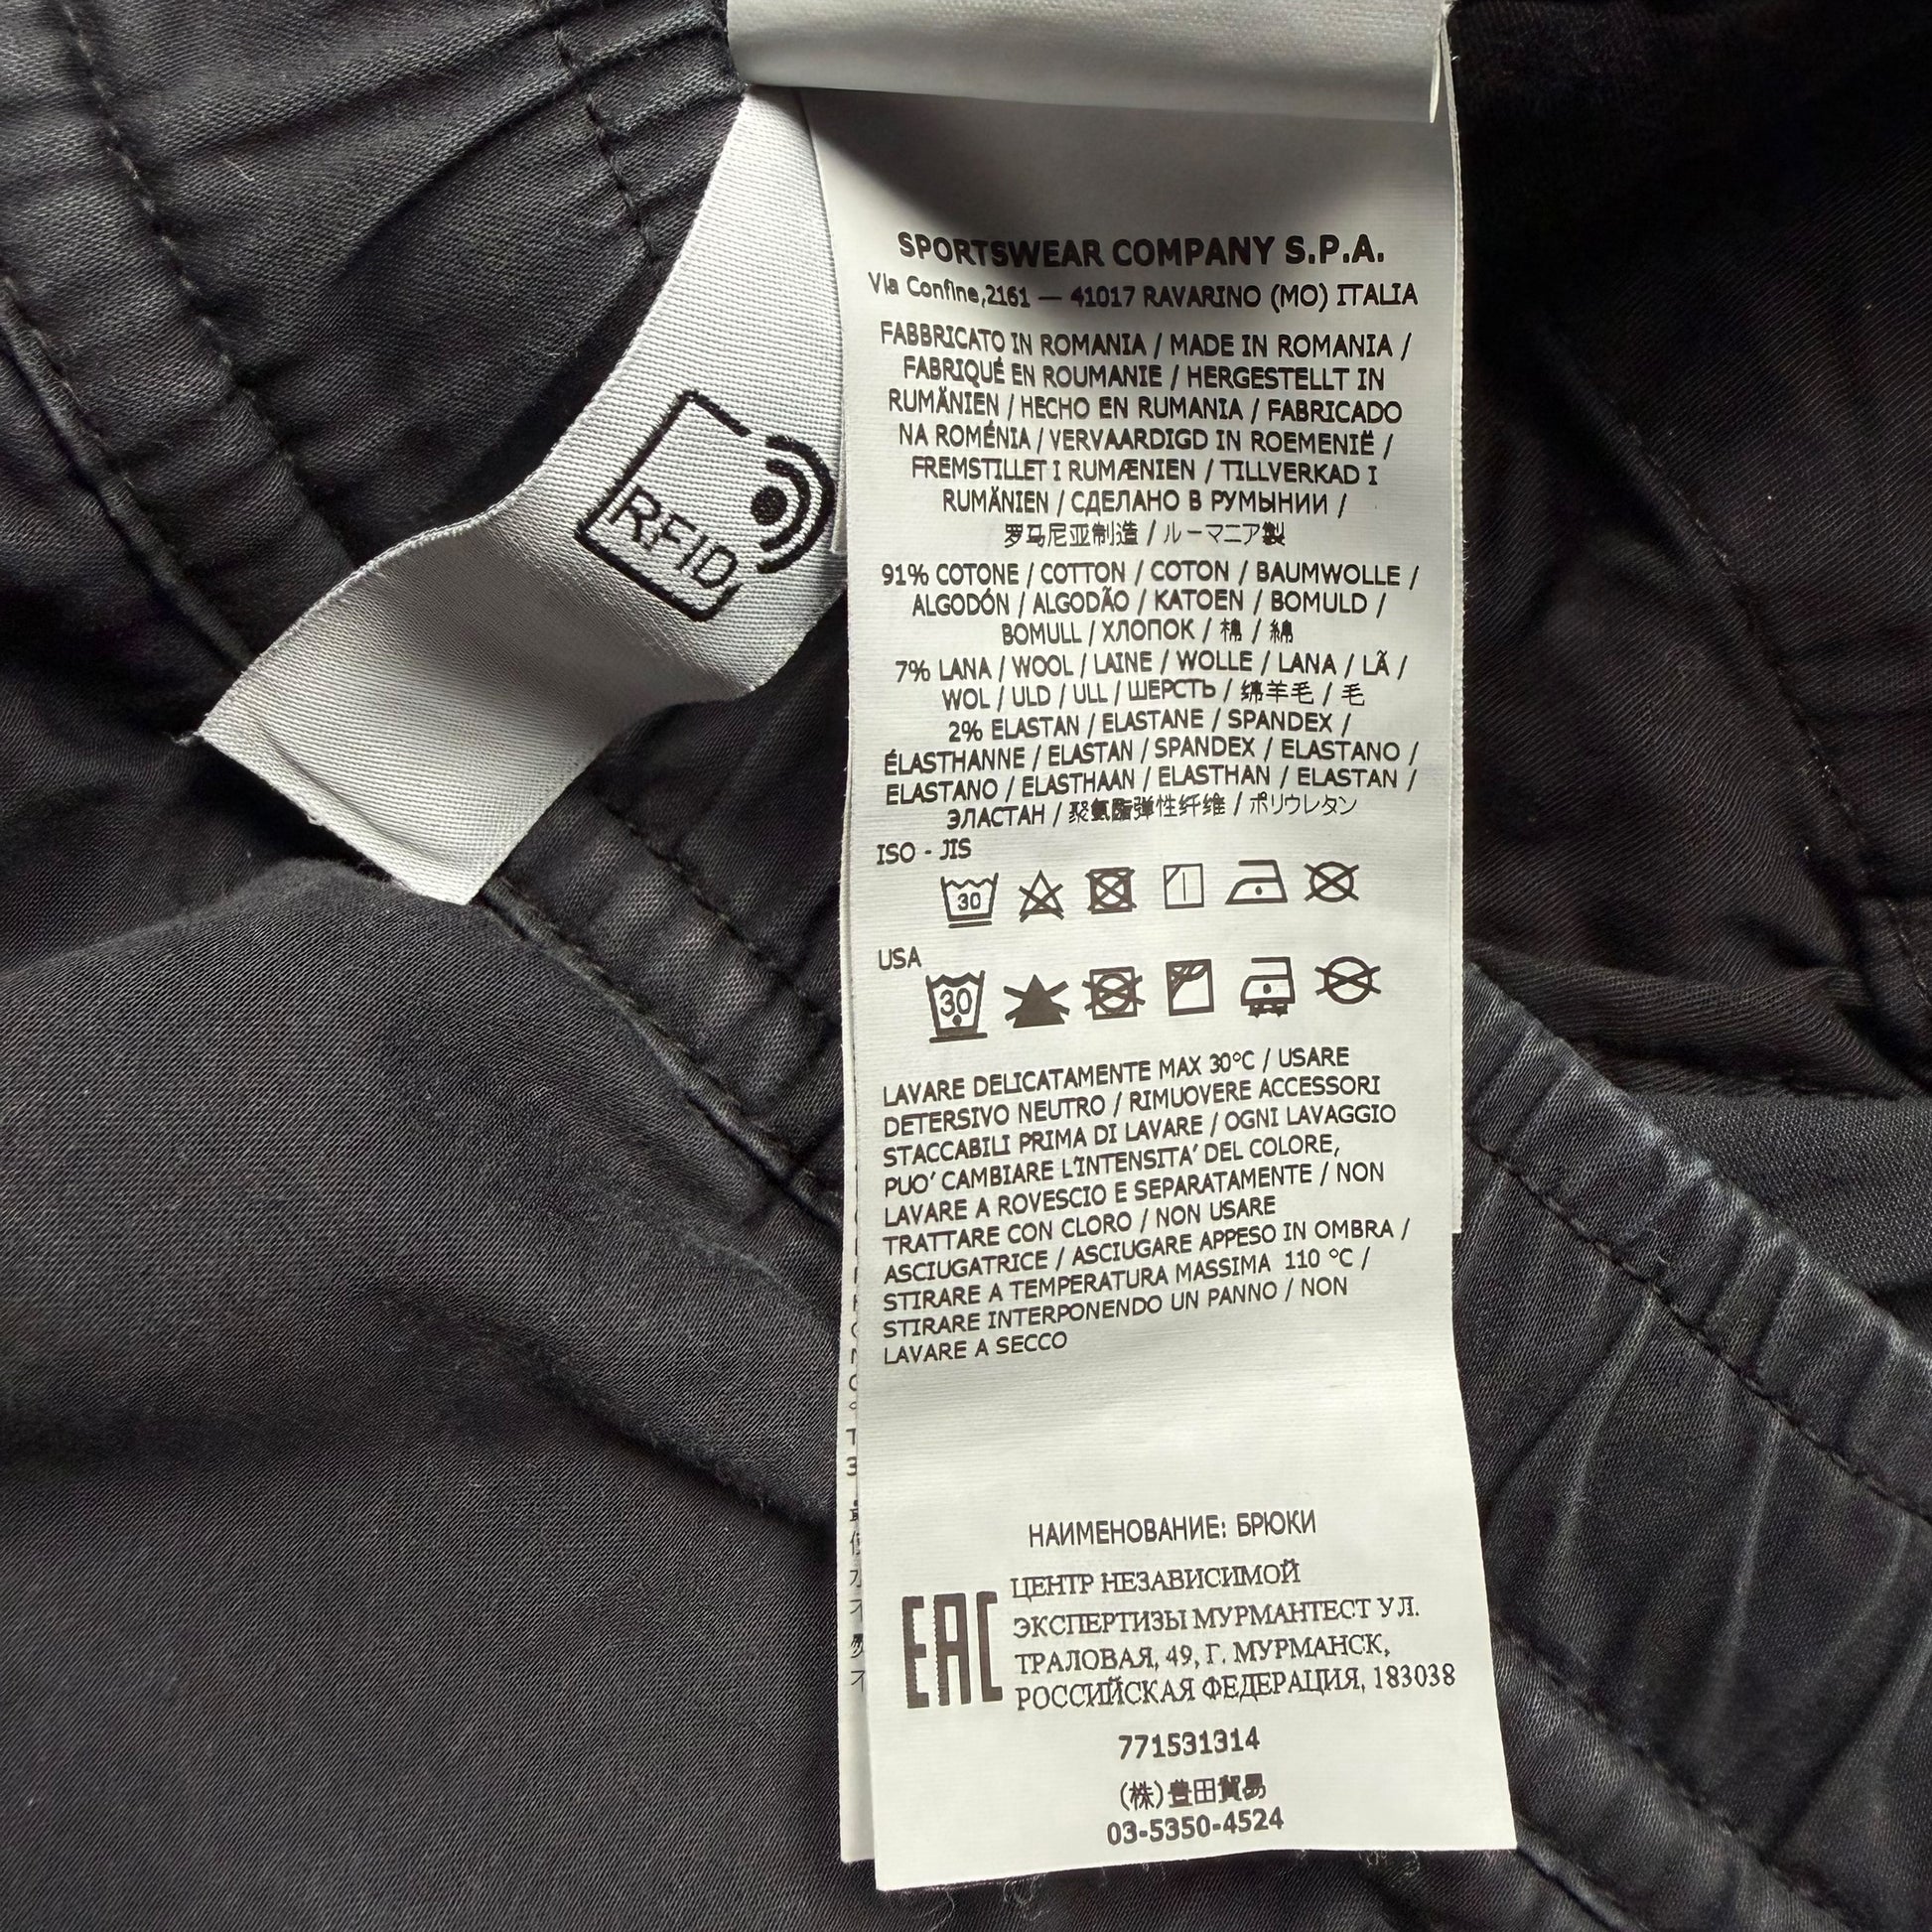 SPORTSWEAR COMPANY S.P.A.
Via Confine,2161 — 41017 RAVARINO (MO) ITALIA
FABBRICATO IN ROMANIA / MADE IN ROMANIA /
FABRIQUÉ EN ROUMANIE / HERGESTELLT IN
RUMÄNIEN / HECHO EN RUMANIA / FABRICADO
NA ROMÉNIA / VERVAARDIGD IN ROEMENIË /
FREMSTILLET I RUMÆNIEN / TILLVERKAD I
RUMÄNIEN / СДЕЛАНО В РУМЫНИИ /
罗马尼亚制造 / ルーマニア製
91% COTONE / COTTON / COTON / BAUMWOLLE /
ALGODÓN / ALGODÃO / KATOEN / BOMULD /
BOMULL / ХЛОПОК / 棉 / 綿
7% LANA / WOOL / LAINE / WOLLE / LANA / LÃ /
WOL / ULD / ULL / ШЕРСТЬ / 绵羊毛 / 毛
2% ELASTAN / ELASTANE / SPANDEX /
ÉLASTHANNE / ELASTAN / SPANDEX / ELASTANO /
ELASTANO / ELASTHAAN / ELASTHAN / ELASTAN /
ЭЛАСТАН / 聚氨酯弹性纤维 / ポリウレタン
ISO - JIS
30
USA
30
LAVARE DELICATAMENTE MAX 30°C / USARE
DETERSIVO NEUTRO / RIMUOVERE ACCESSORI
STACCABILI PRIMA DI LAVARE / OGNI LAVAGGIO
PUO' CAMBIARE L'INTENSITA' DEL COLORE,
LAVARE A ROVESCIO E SEPARATAMENTE / NON
TRATTARE CON CLORO / NON USARE
ASCIUGATRICE / ASCIUGARE APPESO IN OMBRA /
STIRARE A TEMPERATURA MASSIMA 110 °C /
STIRARE INTERPONENDO UN PANNO / NON
LAVARE A SECCO
НАИМЕНОВАНИЕ: БРЮКИ
EAC
ЦЕНТР НЕЗАВИСИМОЙ
ЭКСПЕРТИЗЫ МУРМАНТЕСТ УЛ.
ТРАЛОВАЯ, 49, Г. МУРМАНСК,
РОССИЙСКАЯ ФЕДЕРАЦИЯ, 183038
771531314
(株)豊田貿易
03-5350-4524
RFID